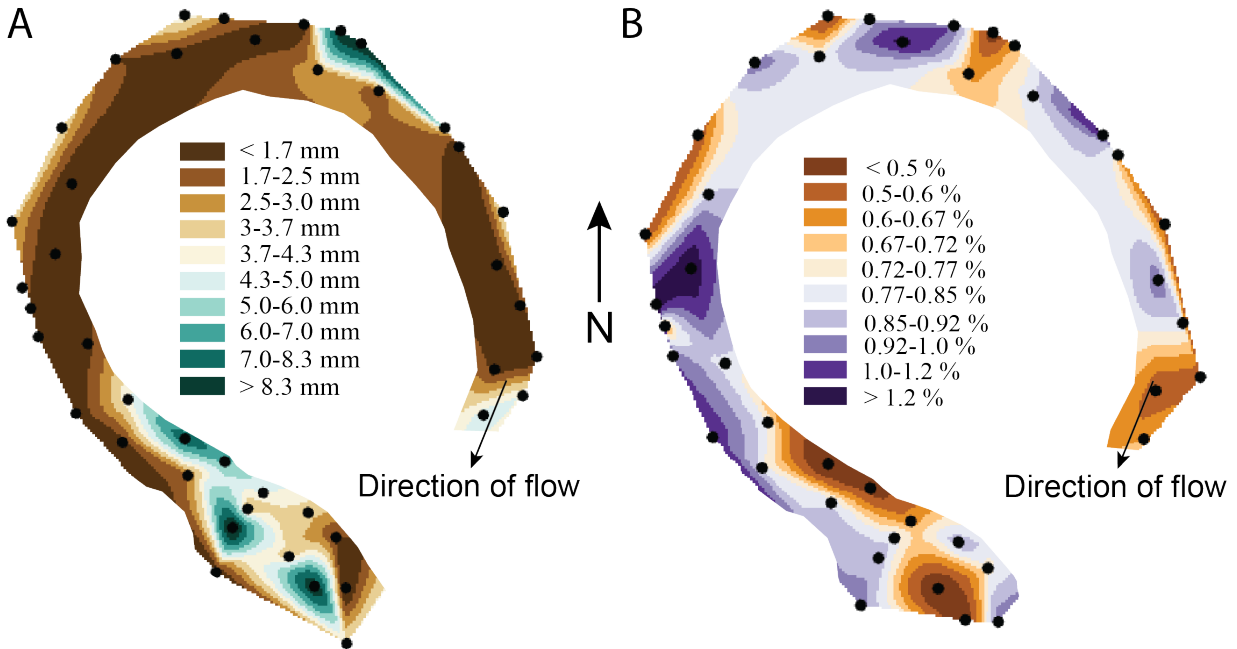 A
< 1.7 mm
1.7-2.5 mm
2.5-3.0 mm
3-3.7 mm
3.7-4.3 mm
4.3-5.0 mm
5.0-6.0 mm
6.0-7.0 mm
7.0-8.3 mm
> 8.3 mm
Direction of flow
N
B
< 0.5 %
0.5-0.6 %
0.6-0.67 %
0.67-0.72 %
0.72-0.77 %
0.77-0.85 %
0.85-0.92 %
0.92-1.0 %
1.0-1.2 %
> 1.2 %
Direction of flow